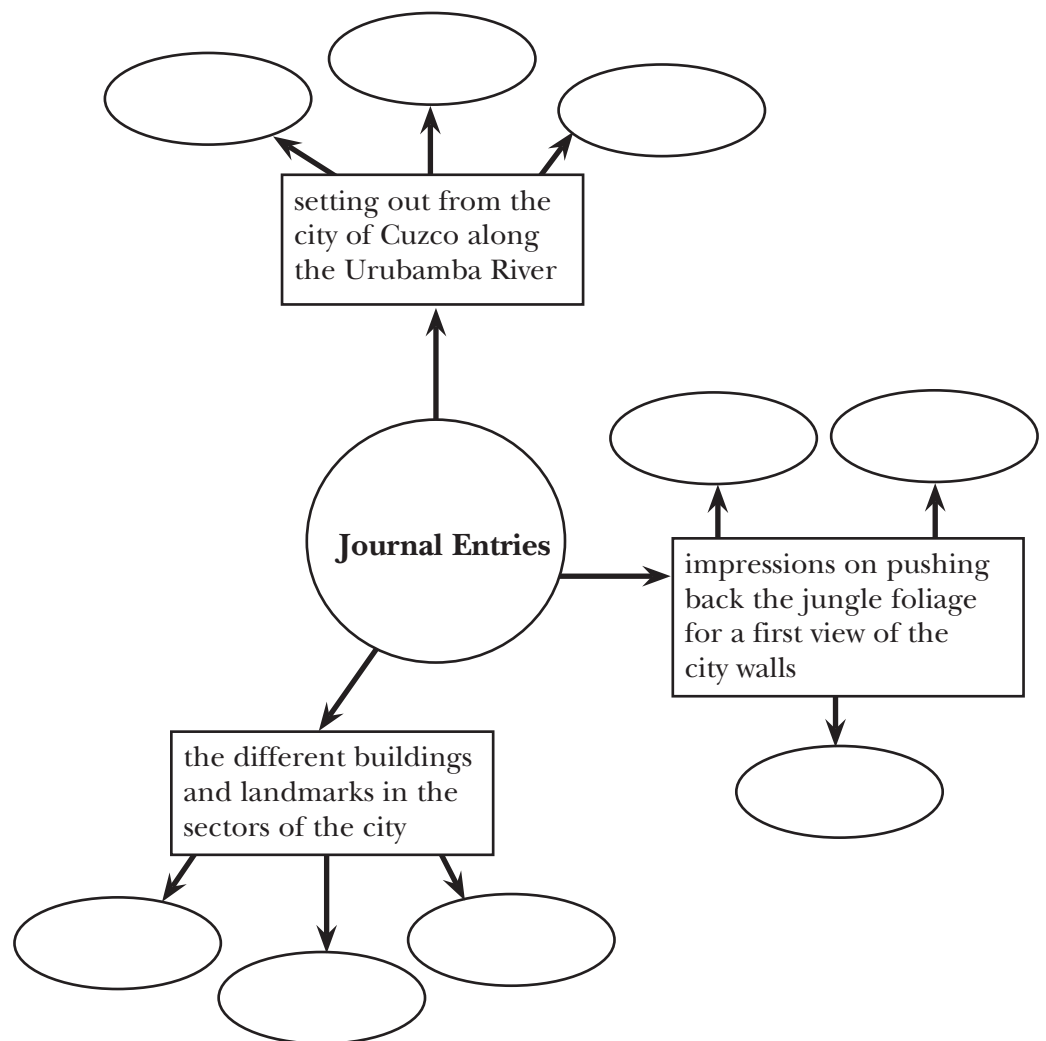 setting out from the
city of Cuzco along
the Urubamba River
Journal Entries
impressions on pushing
back the jungle foliage
for a first view of the
city walls
the different buildings
and landmarks in the
sectors of the city